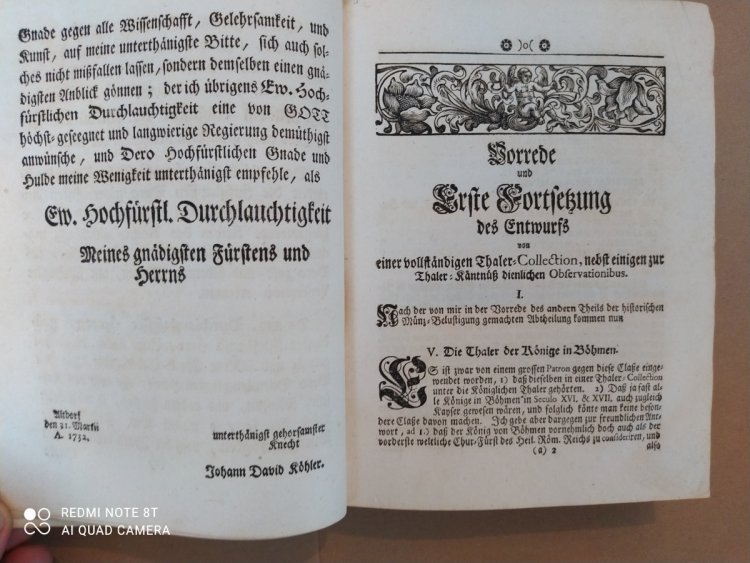 Gnade gegen alle Wissenschafft, Gelehrsamkeit, und
Kunst, auf meine unterthänigste Bitte, sich auch sol-
ches nicht mißfallen lassen, sondern demselben einen gnä-
digsten Anblick gönnen; der ich übrigens Ew. Hoch-
fürstlichen Durchlauchtigkeit eine von GOTT
höchst-geseegnet und langwierige Regierung demüthigst
anwünsche, und Dero Hochfürstlichen Gnade und
Hulde meine Wenigkeit unterthänigst empfehle, als
Ew. Hochfürstl. Durchlauchtigkeit
Meines gnädigsten Fürstens und
Herrns
Altdorf
den 31. Martii
A. 1732.
unterthänigst gehorsamster
Knecht
Johann David Köhler.
)o(
Vorrede
und
Erste Fortsetzung
des Entwurfs
von
einer vollständigen Thaler-Collection, nebst einigen zur
Thaler-Käntnüß dienlichen Observationibus.
I.
Nach der von mir in der Vorrede des andern Theils der historischen
Münz-Belustigung gemachten Abtheilung kommen nun
V. Die Thaler der Könige in Böhmen.
ES ist zwar von einem grossen Patron gegen diese Claße einge-
wendet worden, 1) daß dieselben in einer Thaler-Collection
unter die Königlichen Thaler gehörten. 2) Daß ja fast al-
le Könige in Böhmen in Seculo XVI. & XVII. auch zugleich
Kayser gewesen wären, und folglich könte man keine beson-
dere Claße davon machen. Ich gebe aber dargegen zur freundlichen Ant-
wort, ad 1.) daß der König von Böhmen vornehmlich doch auch als der
vorderste weltliche Chur-Fürst des Heil. Röm. Reichs zu consideriren, und
(a) 2
also
REDMI NOTE 8T
AI QUAD CAMERA